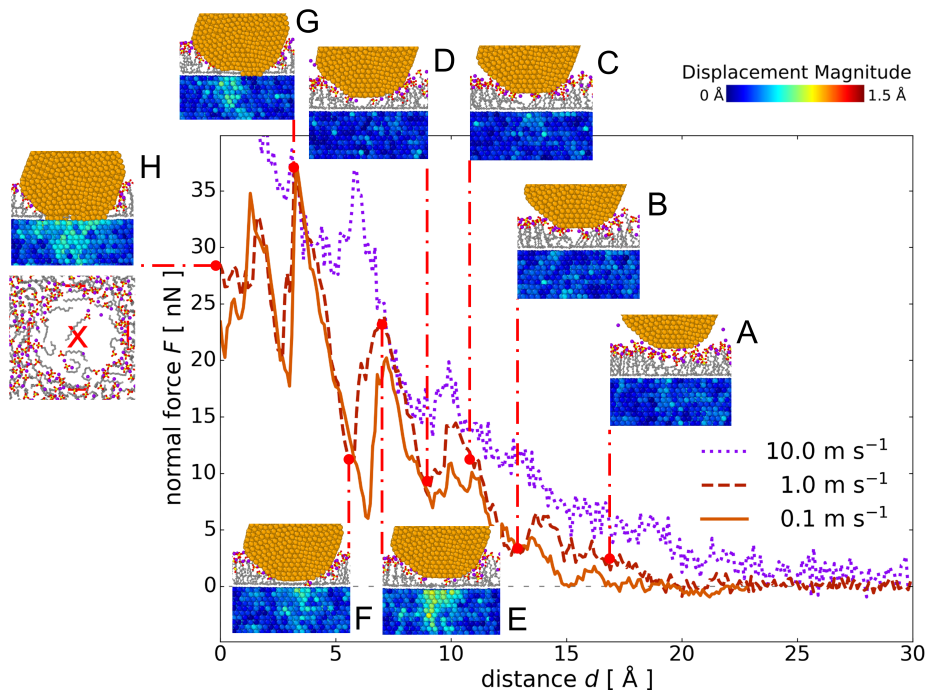 G
D
C
Displacement Magnitude
0 Å 1.5 Å
H
B
A
X
35
30
25
20
15
10
5
0
normal force F [ nN ]
10.0 m s⁻¹
1.0 m s⁻¹
0.1 m s⁻¹
F
E
0 5 10 15 20 25 30
distance d [ Å ]